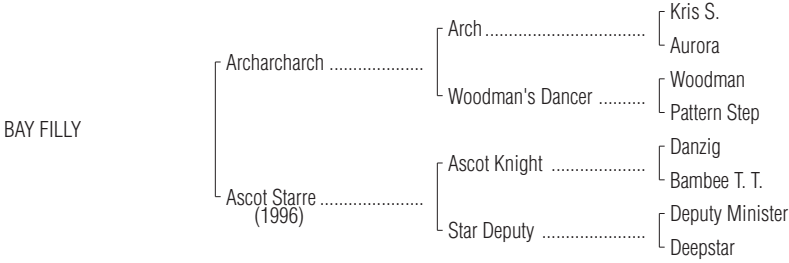 Kris S.
Arch ..................................
Aurora
Archarcharch ....................
Woodman
Woodman's Dancer ..........
Pattern Step
BAY FILLY
Danzig
Ascot Knight ....................
Bambee T. T.
Ascot Starre ......................
(1996)
Deputy Minister
Star Deputy ......................
Deepstar